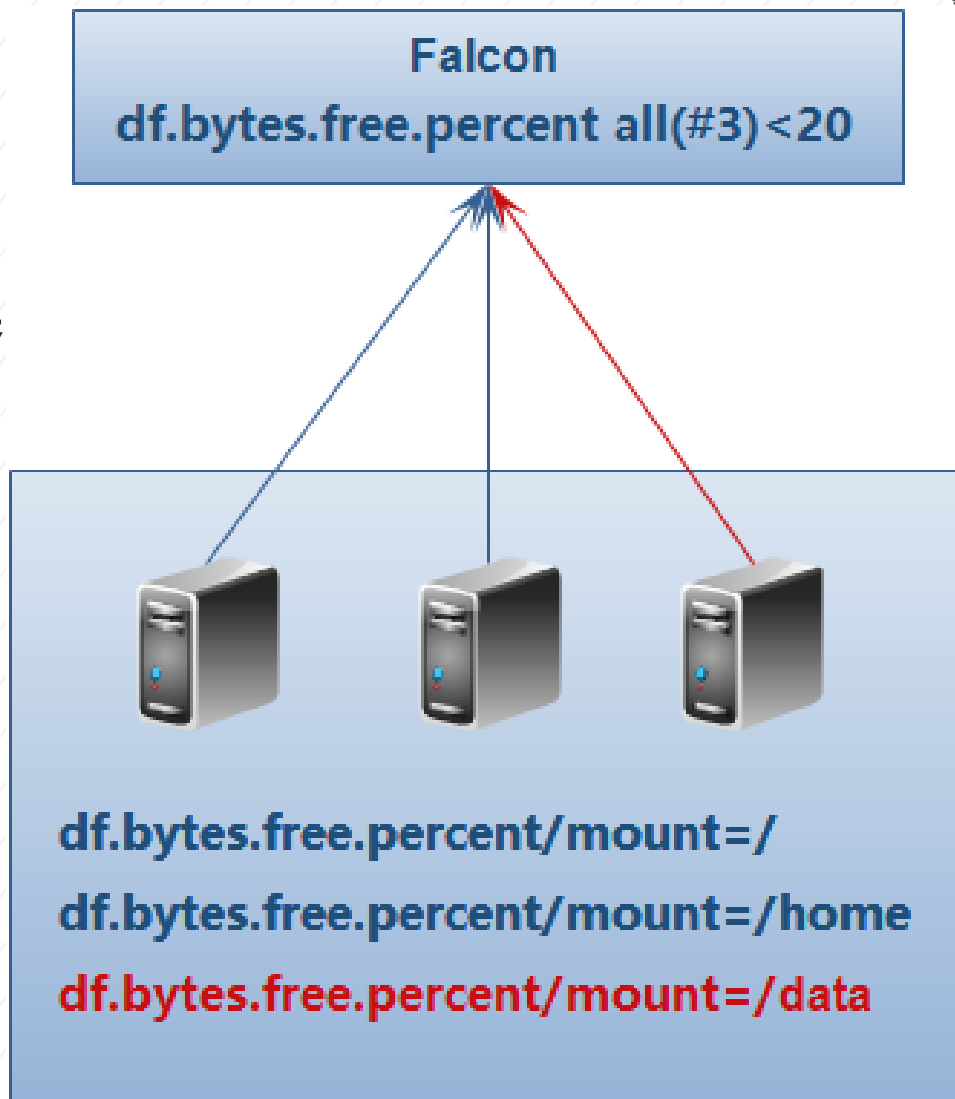 Falcon
df.bytes.free.percent all(#3)<20
df.bytes.free.percent/mount=/
df.bytes.free.percent/mount=/home
df.bytes.free.percent/mount=/data